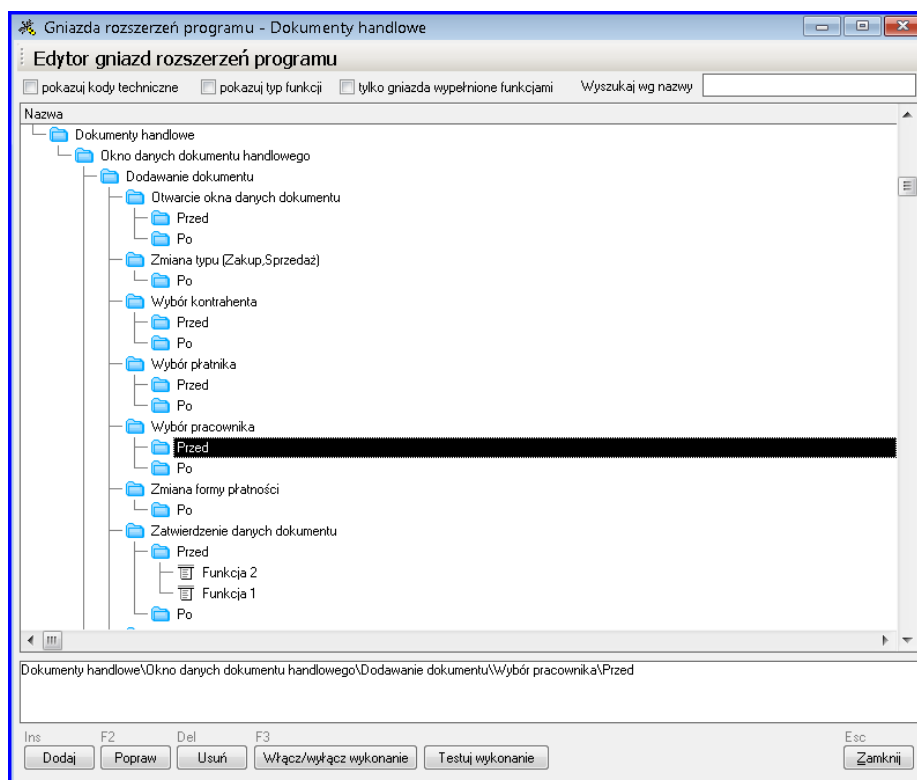 Gniazda rozszerzeń programu - Dokumenty handlowe
Edytor gniazd rozszerzeń programu
pokazuj kody techniczne pokazuj typ funkcji tylko gniazda wypełnione funkcjami Wyszukaj wg nazwy
Nazwa
Dokumenty handlowe
Okno danych dokumentu handlowego
Dodawanie dokumentu
Otwarcie okna danych dokumentu
Przed
Po
Zmiana typu (Zakup,Sprzedaż)
Po
Wybór kontrahenta
Przed
Po
Wybór płatnika
Przed
Po
Wybór pracownika
Przed
Po
Zmiana formy płatności
Po
Zatwierdzenie danych dokumentu
Przed
Funkcja 2
Funkcja 1
Po
Dokumenty handlowe\Okno danych dokumentu handlowego\Dodawanie dokumentu\Wybór pracownika\Przed
Ins F2 Del F3 Esc
Dodaj Popraw Usuń Włącz/wyłącz wykonanie Testuj wykonanie Zamknij